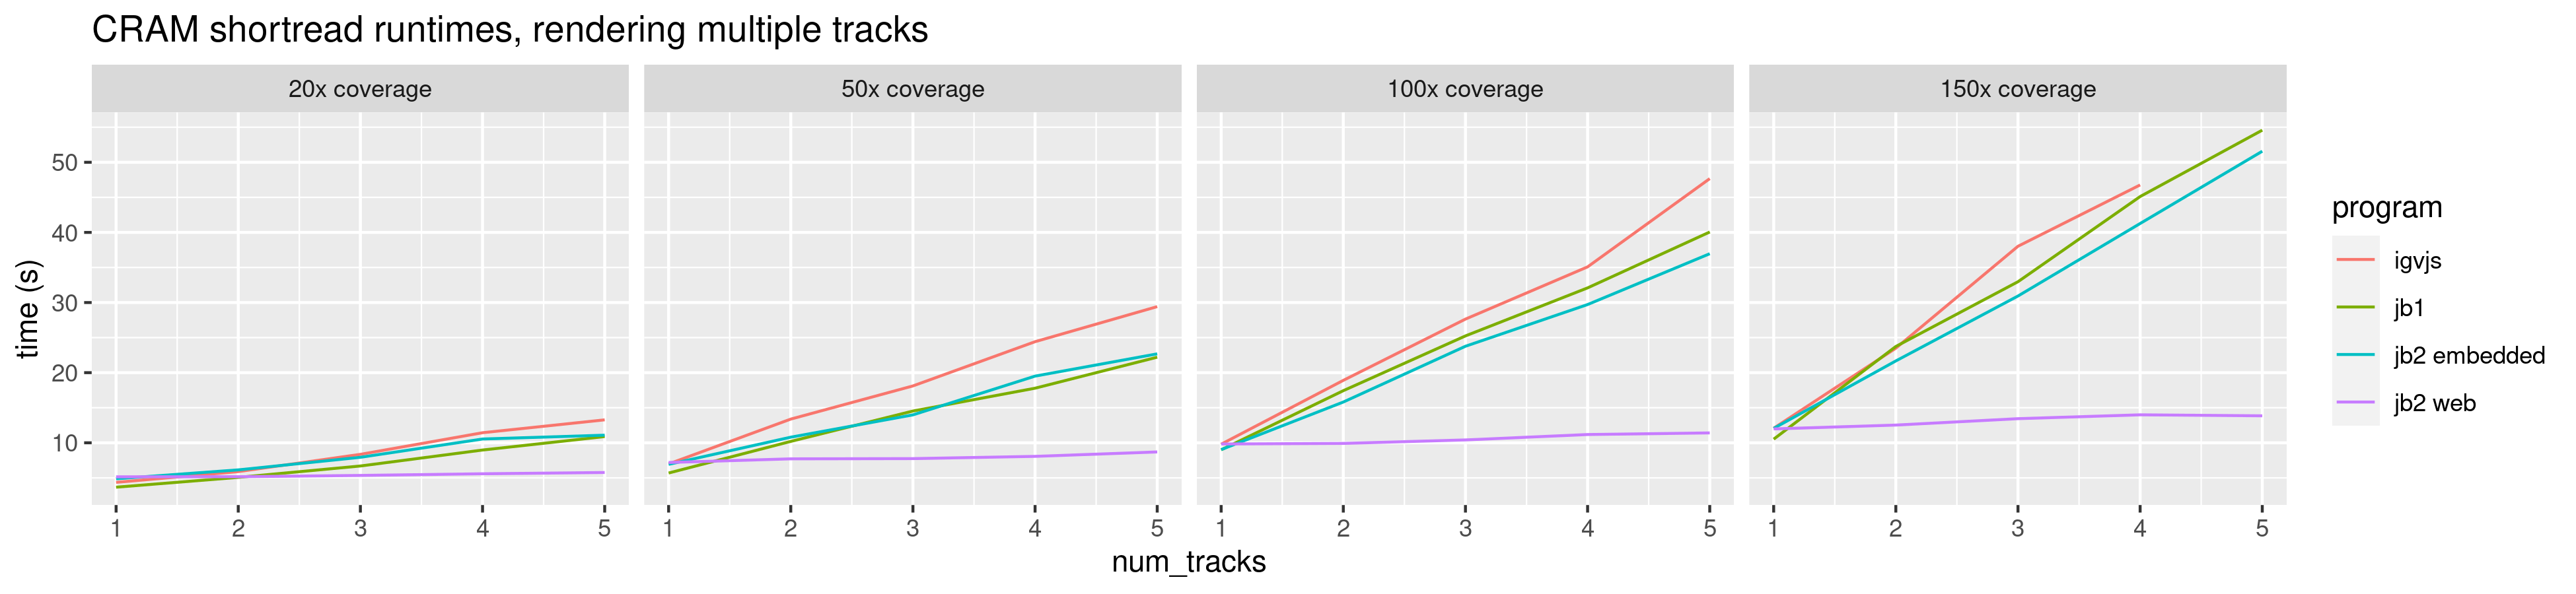 CRAM shortread runtimes, rendering multiple tracks
20x coverage
50x coverage
100x coverage
150x coverage
time (s)
50
40
30
20
10
1 2 3 4 5
1 2 3 4 5
1 2 3 4 5
1 2 3 4 5
num_tracks
program
igvjs
jb1
jb2 embedded
jb2 web